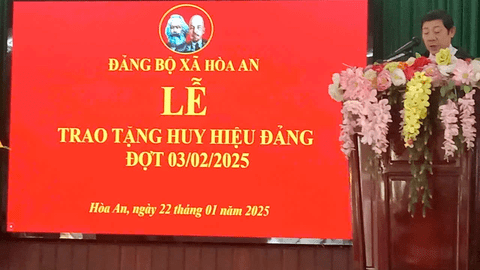 ĐẢNG BỘ XÃ HÒA AN
LỄ
TRAO TẶNG HUY HIỆU ĐẢNG
ĐỢT 03/02/2025
Hòa An, ngày 22 tháng 01 năm 2025